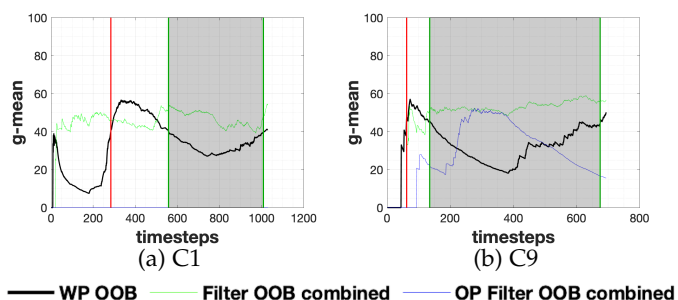 100
80
60
40
20
0
g-mean
0 200 400 600 800 1000 1200
timesteps
(a) C1
100
80
60
40
20
0
g-mean
0 200 400 600 800
timesteps
(b) C9
WP OOB Filter OOB combined OP Filter OOB combined